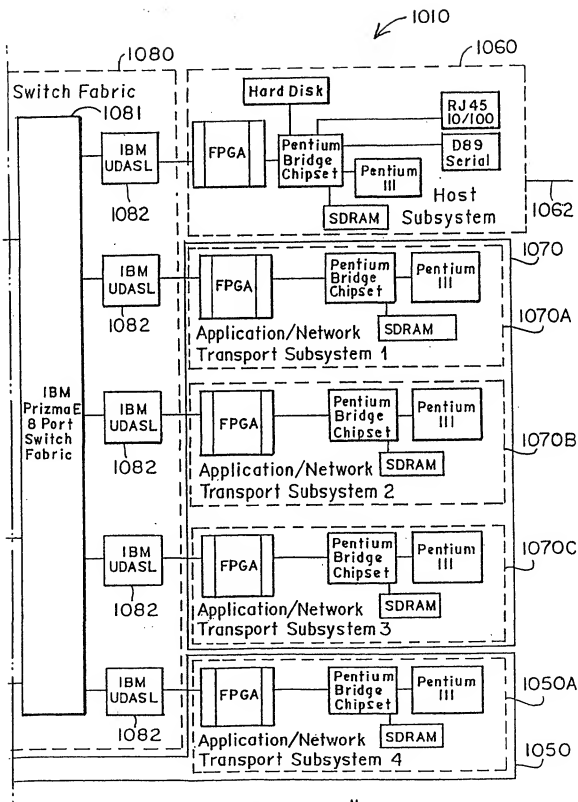 1010
1080
1060
Switch Fabric
1081
Hard Disk
RJ45
10/100
IBM
UDASL
FPGA
Pentium
Bridge
Chipset
D89
Serial
Pentium
III
1082
Host
Subsystem
SDRAM
1062
1070
IBM
UDASL
FPGA
Pentium
Bridge
Chipset
Pentium
III
1082
SDRAM
1070A
Application/Network
Transport Subsystem 1
IBM
PrizmaE
8 Port
Switch
Fabric
IBM
UDASL
FPGA
Pentium
Bridge
Chipset
Pentium
III
1082
SDRAM
1070B
Application/Network
Transport Subsystem 2
IBM
UDASL
FPGA
Pentium
Bridge
Chipset
Pentium
III
1070C
1082
SDRAM
Application/Network
Transport Subsystem 3
IBM
UDASL
FPGA
Pentium
Bridge
Chipset
Pentium
III
1050A
1082
SDRAM
Application/Network
Transport Subsystem 4
1050